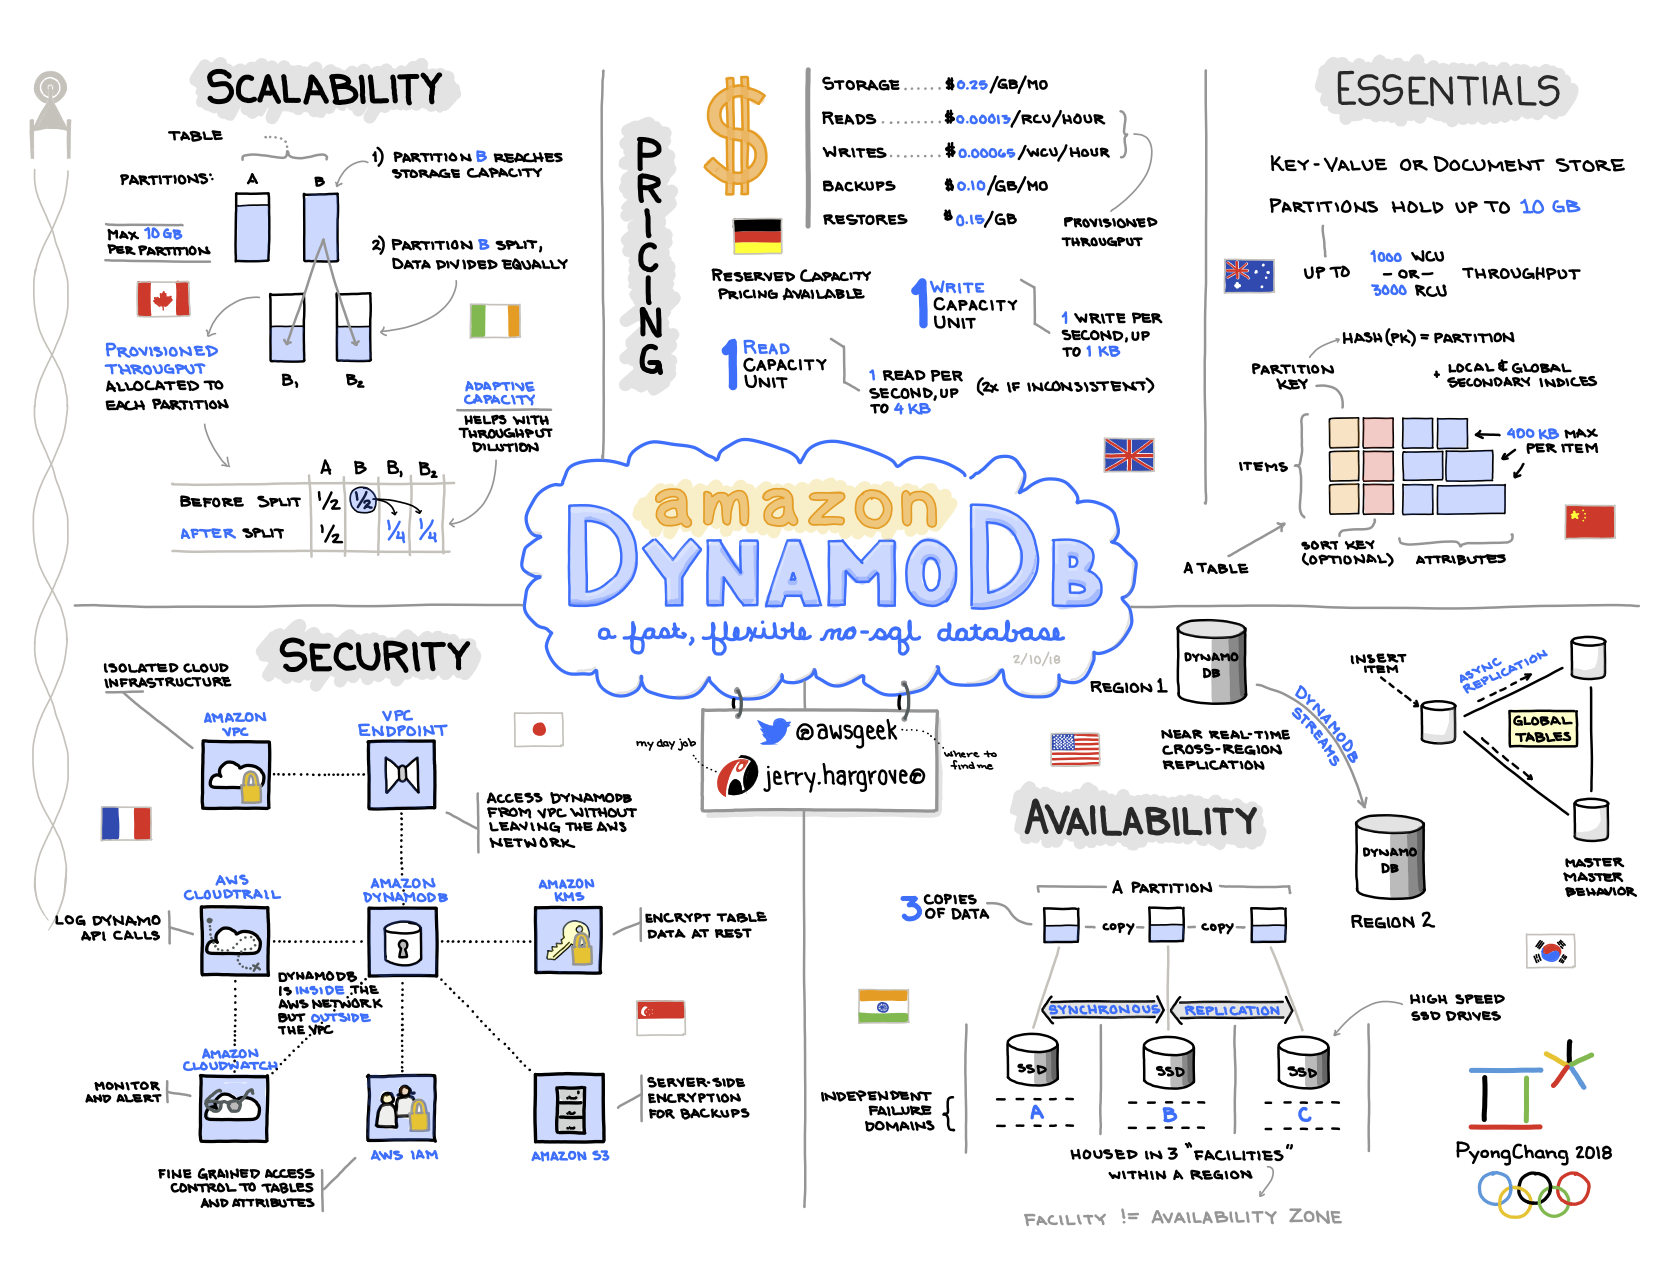 SCALABILITY
TABLE
PARTITIONS:
A
B
1) PARTITION B REACHES
STORAGE CAPACITY
MAX 10 GB
PER PARTITION
2) PARTITION B SPLIT,
DATA DIVIDED EQUALLY
PROVISIONED
THROUGPUT
ALLOCATED TO
EACH PARTITION
B1
B2
ADAPTIVE
CAPACITY
HELPS WITH
THROUGHPUT
DILUTION
A B B1 B2
BEFORE SPLIT 1/2 1/2
AFTER SPLIT 1/2 1/4 1/4
PRICING
$
STORAGE ...... $0.25/GB/MO
READS ........ $0.00013/RCU/HOUR
WRITES ....... $0.00065/WCU/HOUR
BACKUPS $0.10/GB/MO
RESTORES $0.15/GB
PROVISIONED
THROUGPUT
RESERVED CAPACITY
PRICING AVAILABLE
1 WRITE
CAPACITY
UNIT
1 WRITE PER
SECOND, UP
TO 1 KB
1 READ
CAPACITY
UNIT
1 READ PER
SECOND, UP
TO 4 KB
(2x IF INCONSISTENT)
ESSENTIALS
KEY-VALUE OR DOCUMENT STORE
PARTITIONS HOLD UP TO 10 GB
UP TO
1000 WCU
-OR-
3000 RCU
THROUGHPUT
HASH(PK) = PARTITION
PARTITION
KEY
+ LOCAL & GLOBAL
SECONDARY INDICES
ITEMS
400 KB MAX
PER ITEM
A TABLE
SORT KEY
(OPTIONAL)
ATTRIBUTES
amazon
DYNAMODB
a fast, flexible no-sql database
2/10/18
@awsgeek
jerry.hargrove@
my day job
where to
find me
SECURITY
ISOLATED CLOUD
INFRASTRUCTURE
AMAZON
VPC
VPC
ENDPOINT
ACCESS DYNAMODB
FROM VPC WITHOUT
LEAVING THE AWS
NETWORK
AWS
CLOUDTRAIL
LOG DYNAMO
API CALLS
AMAZON
DYNAMODB
AMAZON
KMS
ENCRYPT TABLE
DATA AT REST
DYNAMODB
IS INSIDE THE
AWS NETWORK
BUT OUTSIDE
THE VPC
AMAZON
CLOUDWATCH
MONITOR
AND ALERT
AWS IAM
FINE GRAINED ACCESS
CONTROL TO TABLES
AND ATTRIBUTES
AMAZON S3
SERVER-SIDE
ENCRYPTION
FOR BACKUPS
AVAILABILITY
REGION 1
DYNAMO
DB
NEAR REAL-TIME
CROSS-REGION
REPLICATION
DYNAMODB
STREAMS
DYNAMO
DB
REGION 2
INSERT
ITEM
ASYNC
REPLICATION
GLOBAL
TABLES
MASTER
MASTER
BEHAVIOR
A PARTITION
3 COPIES
OF DATA
COPY
COPY
SYNCHRONOUS
REPLICATION
HIGH SPEED
SSD DRIVES
SSD
SSD
SSD
INDEPENDENT
FAILURE
DOMAINS
A
B
C
HOUSED IN 3 "FACILITIES"
WITHIN A REGION
FACILITY != AVAILABILITY ZONE
PyongChang 2018